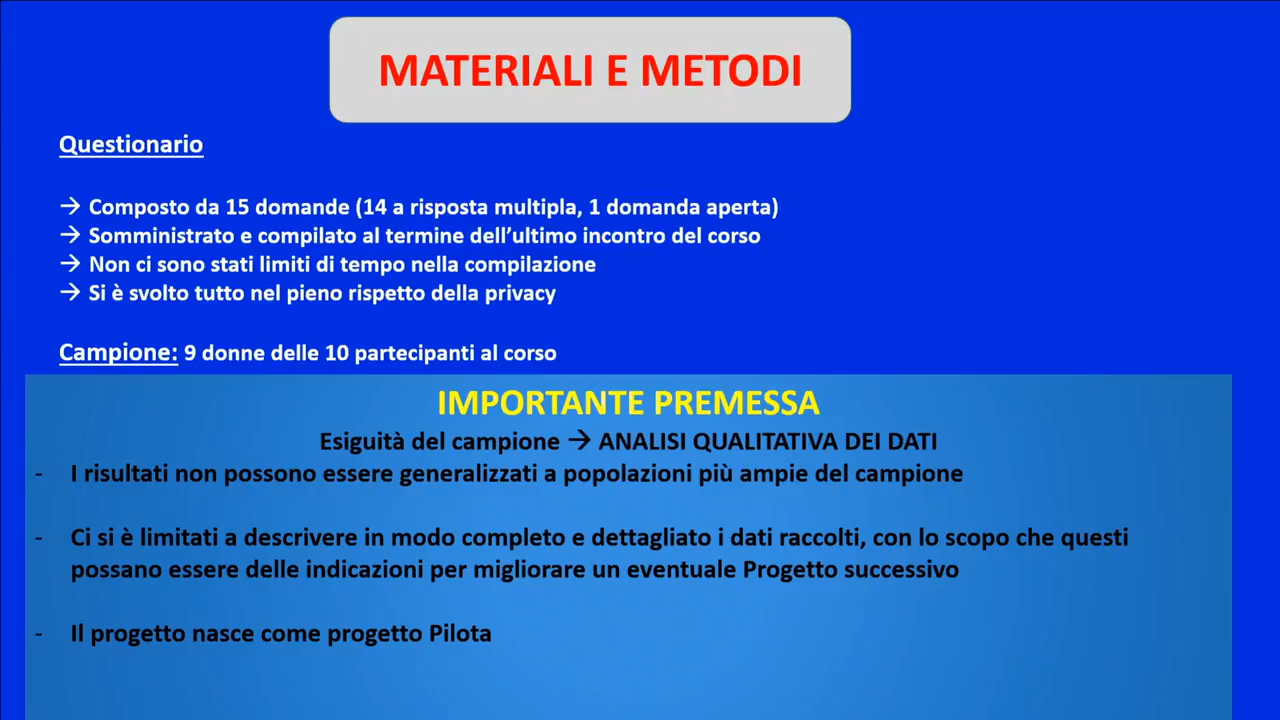 MATERIALI E METODI
Questionario
→ Composto da 15 domande (14 a risposta multipla, 1 domanda aperta)
→ Somministrato e compilato al termine dell’ultimo incontro del corso
→ Non ci sono stati limiti di tempo nella compilazione
→ Si è svolto tutto nel pieno rispetto della privacy
Campione: 9 donne delle 10 partecipanti al corso
IMPORTANTE PREMESSA
Esiguità del campione → ANALISI QUALITATIVA DEI DATI
- I risultati non possono essere generalizzati a popolazioni più ampie del campione
- Ci si è limitati a descrivere in modo completo e dettagliato i dati raccolti, con lo scopo che questi
possano essere delle indicazioni per migliorare un eventuale Progetto successivo
- Il progetto nasce come progetto Pilota